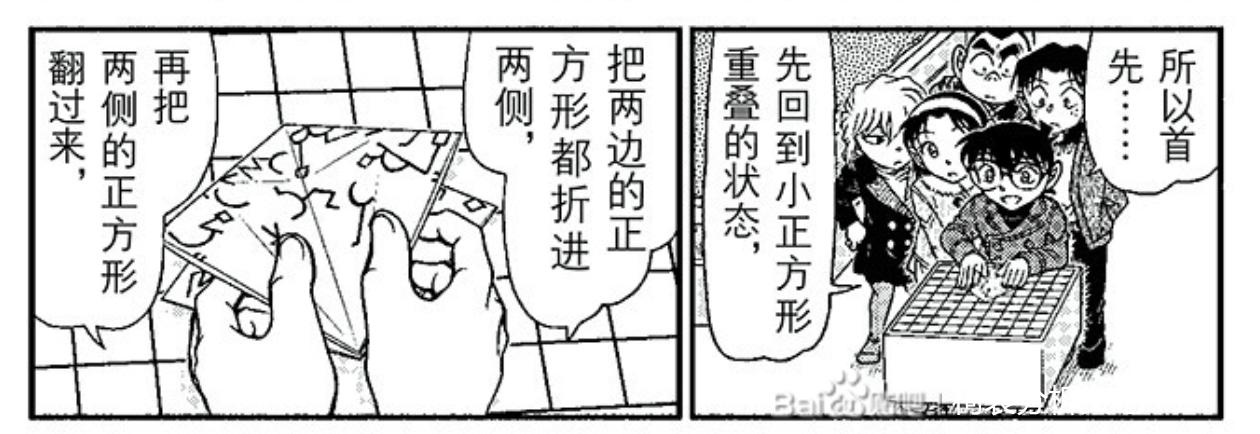 所以首
先……
先回到小正方形
重叠的状态，
把两边的正
方形都折进
两侧，
再把
两侧的正方形
翻过来，
Bai 贴吧